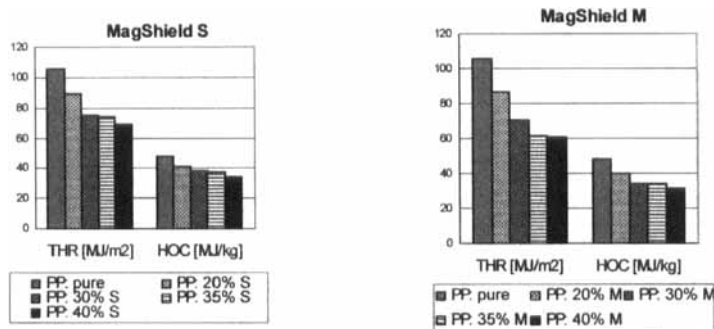 MagShield S
120
100
80
60
40
20
0
THR [MJ/m2] HOC [MJ/kg]
PP: pure PP: 20% S
PP: 30% S PP: 35% S
PP: 40% S
MagShield M
120
100
80
60
40
20
0
THR [MJ/m2] HOC [MJ/kg]
PP: pure PP: 20% M PP: 30% M
PP: 35% M PP: 40% M